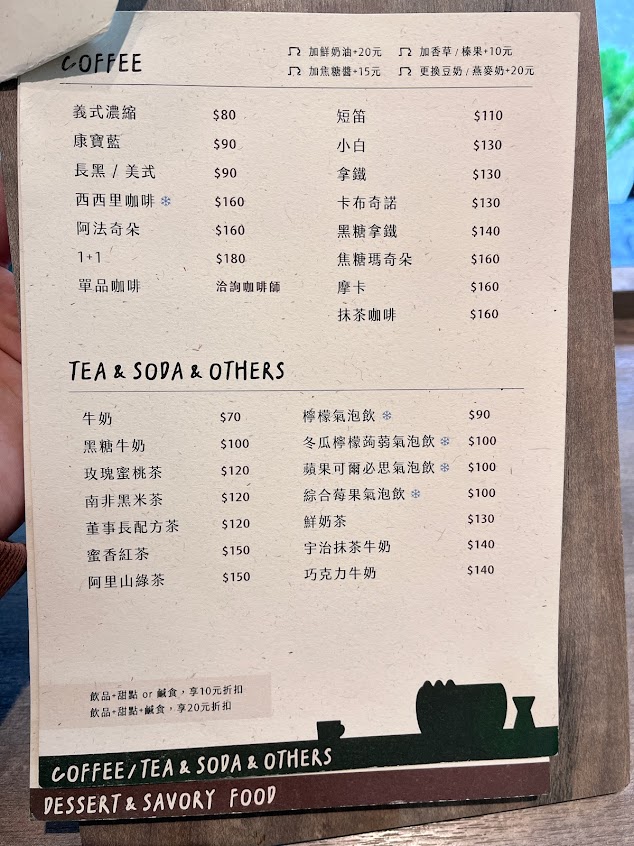 COFFEE
加鮮奶油+20元 加香草 / 榛果+10元
加焦糖醬+15元 更換豆奶 / 燕麥奶+20元
義式濃縮 $80
康寶藍 $90
長黑 / 美式 $90
西西里咖啡 $160
阿法奇朵 $160
1+1 $180
單品咖啡 洽詢咖啡師
短笛 $110
小白 $130
拿鐵 $130
卡布奇諾 $130
黑糖拿鐵 $140
焦糖瑪奇朵 $160
摩卡 $160
抹茶咖啡 $160
TEA & SODA & OTHERS
牛奶 $70
黑糖牛奶 $100
玫瑰蜜桃茶 $120
南非黑米茶 $120
董事長配方茶 $120
蜜香紅茶 $150
阿里山綠茶 $150
檸檬氣泡飲 $90
冬瓜檸檬蒟蒻氣泡飲 $100
蘋果可爾必思氣泡飲 $100
綜合莓果氣泡飲 $100
鮮奶茶 $130
宇治抹茶牛奶 $140
巧克力牛奶 $140
飲品+甜點 or 鹹食，享10元折扣
飲品+甜點+鹹食，享20元折扣
COFFEE/TEA & SODA & OTHERS
DESSERT & SAVORY FOOD